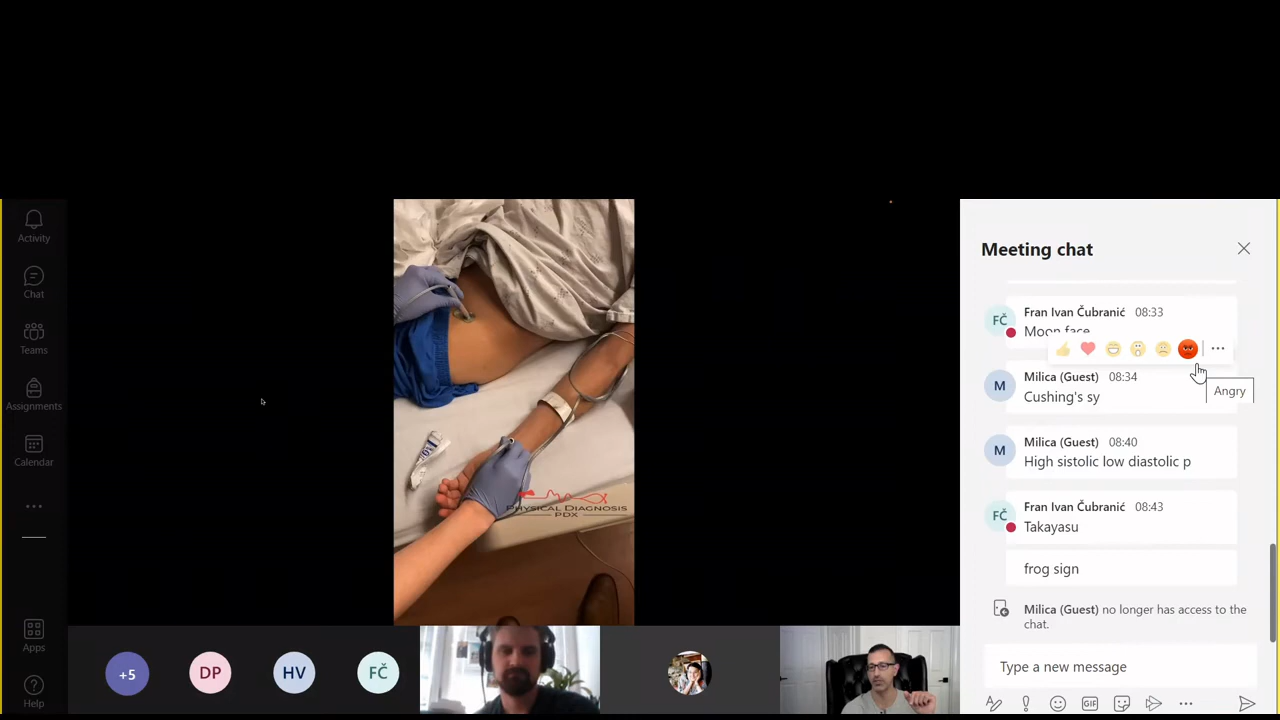 Activity
Chat
Teams
Assignments
Calendar
Apps
Help
PHYSICAL DIAGNOSIS
PDX
+5
DP
HV
FČ
Meeting chat
FČ
Fran Ivan Čubranić 08:33
Moon face
M
Milica (Guest) 08:34
Cushing's sy
Angry
M
Milica (Guest) 08:40
High sistolic low diastolic p
FČ
Fran Ivan Čubranić 08:43
Takayasu
frog sign
Milica (Guest) no longer has access to the
chat.
Type a new message
GIF